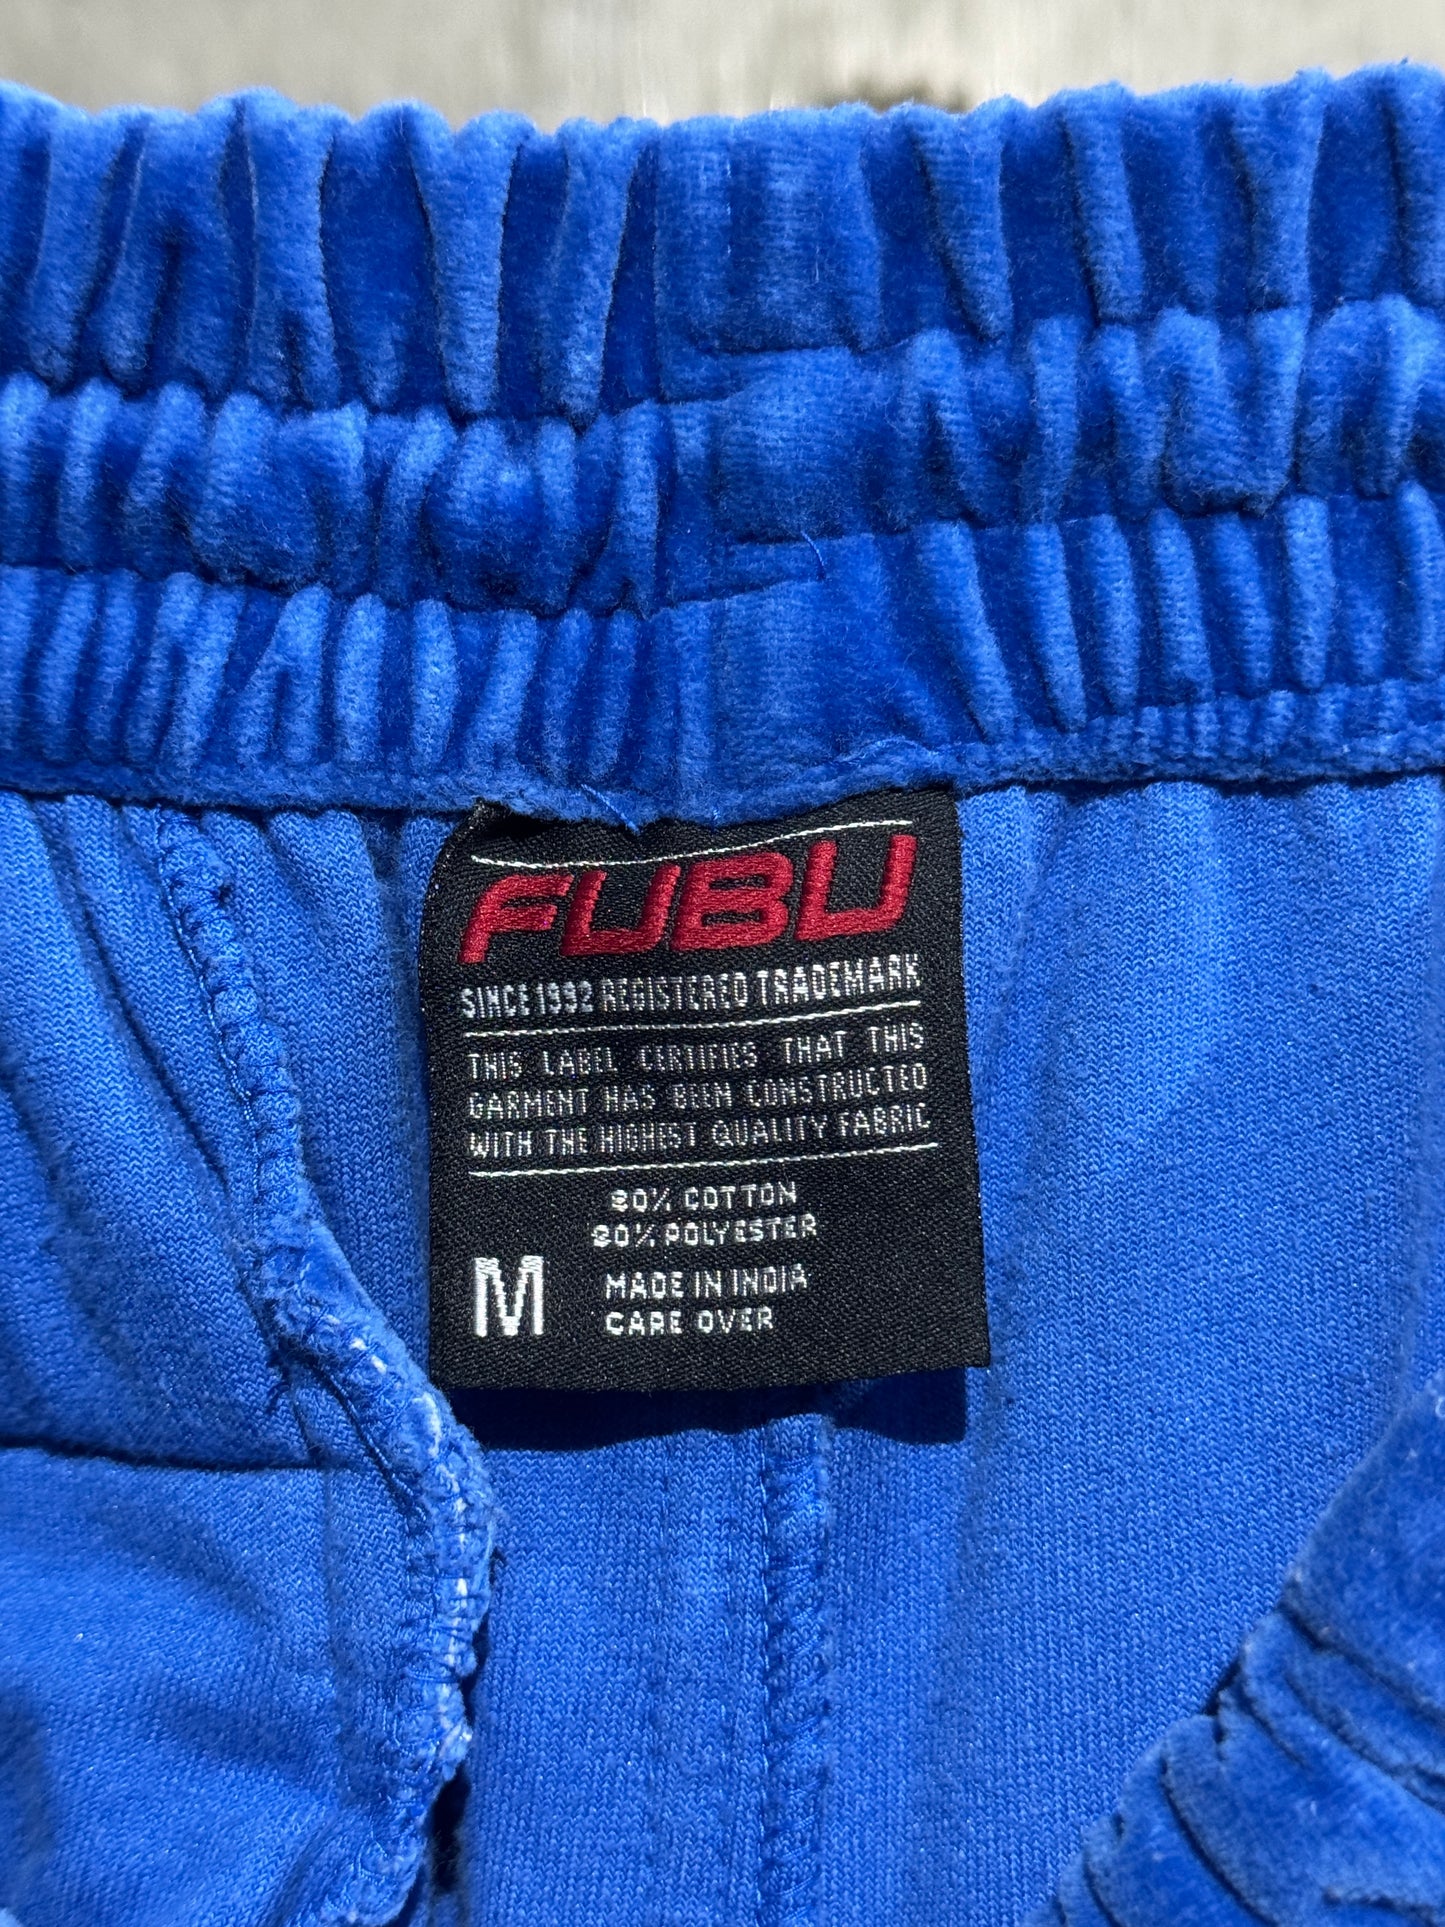 FUBU
SINCE 1992 REGISTERED TRADEMARK
THIS LABEL CERTIFIES THAT THIS
GARMENT HAS BEEN CONSTRUCTED
WITH THE HIGHEST QUALITY FABRIC
80% COTTON
20% POLYESTER
M
MADE IN INDIA
CARE OVER